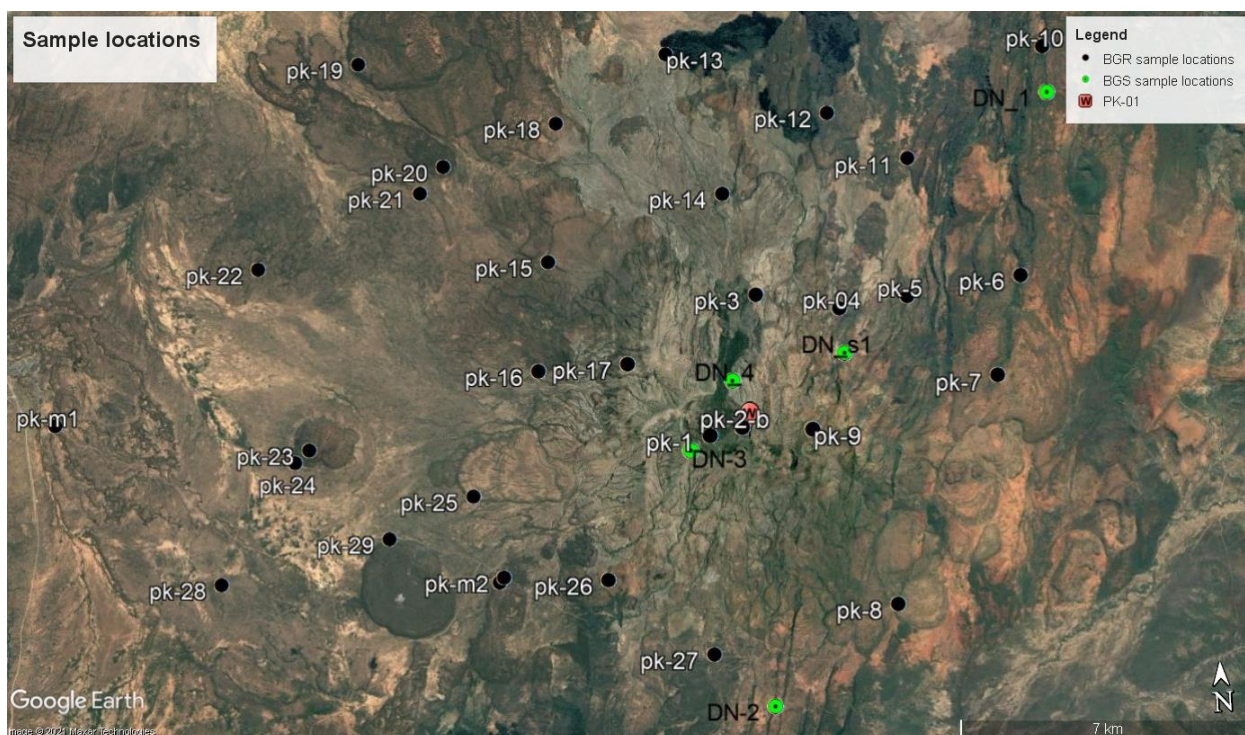 Sample locations
Legend
BGR sample locations
BGS sample locations
W PK-01
pk-10
pk-13
pk-19
DN_1
pk-12
pk-18
pk-11
pk-20
pk-21
pk-14
pk-15
pk-22
pk-6
pk-5
pk-3
pk-04
DN_s1
pk-17
DN_4
pk-16
pk-7
W
pk-m1
pk-2-b
pk-9
pk-1
DN-3
pk-23
pk-24
pk-25
pk-29
pk-m2
pk-26
pk-28
pk-8
pk-27
DN-2
Google Earth
N
Image © 2021 Maxar Technologies
7 km